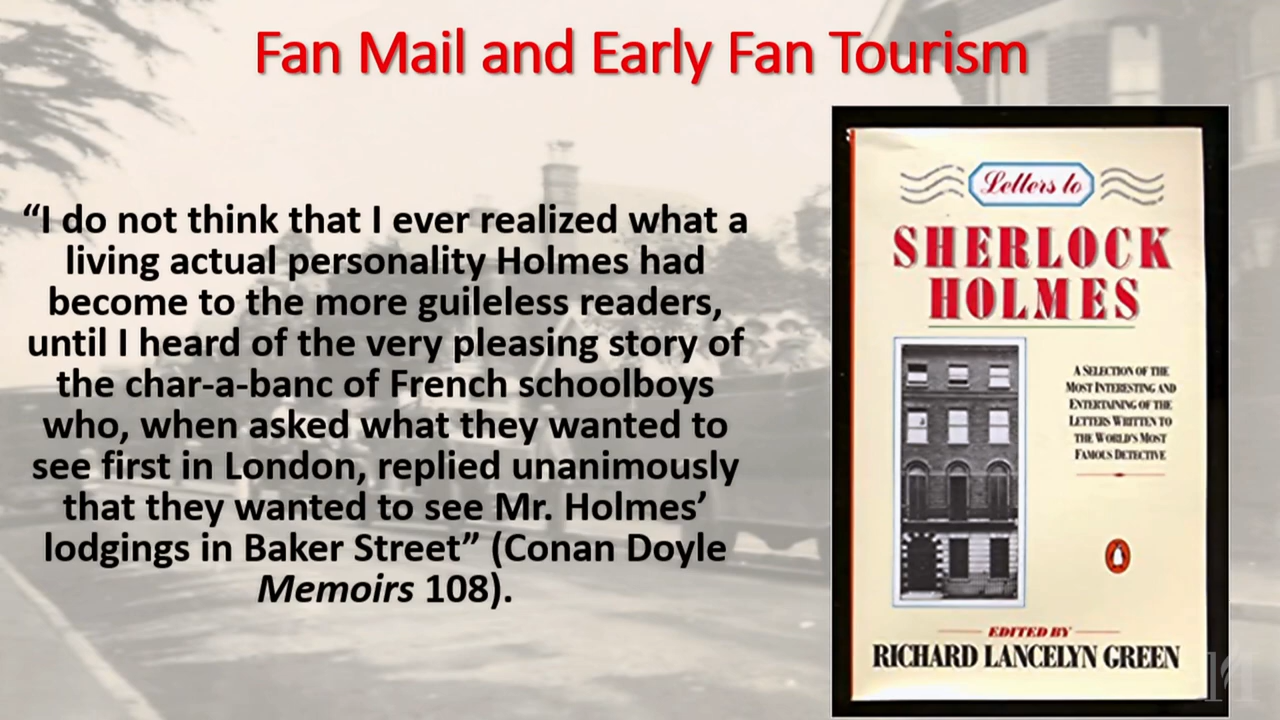 Fan Mail and Early Fan Tourism
“I do not think that I ever realized what a
living actual personality Holmes had
become to the more guileless readers,
until I heard of the very pleasing story of
the char-a-banc of French schoolboys
who, when asked what they wanted to
see first in London, replied unanimously
that they wanted to see Mr. Holmes’
lodgings in Baker Street” (Conan Doyle
Memoirs 108).
Letters to
SHERLOCK
HOLMES
A SELECTION OF THE
MOST INTERESTING AND
ENTERTAINING OF THE
LETTERS WRITTEN TO
THE WORLD'S MOST
FAMOUS DETECTIVE
EDITED BY
RICHARD LANCELYN GREEN